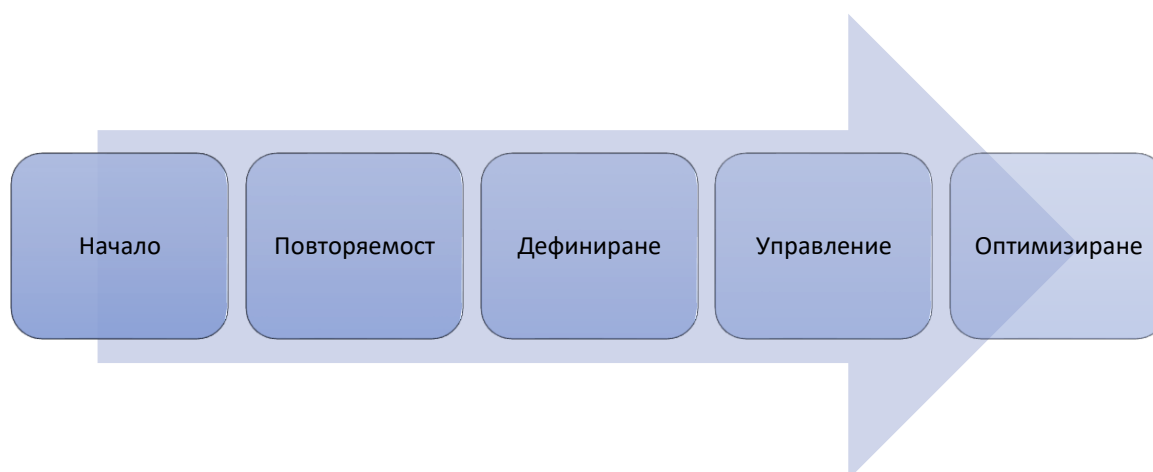 Начало
Повторяемост
Дефиниране
Управление
Оптимизиране